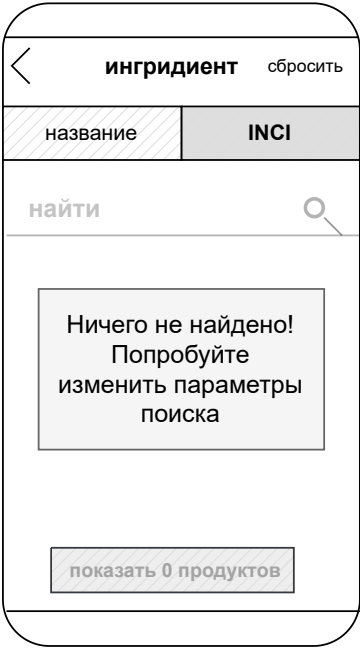 ингридиент сбросить
название INCI
найти
Ничего не найдено!
Попробуйте
изменить параметры
поиска
показать 0 продуктов